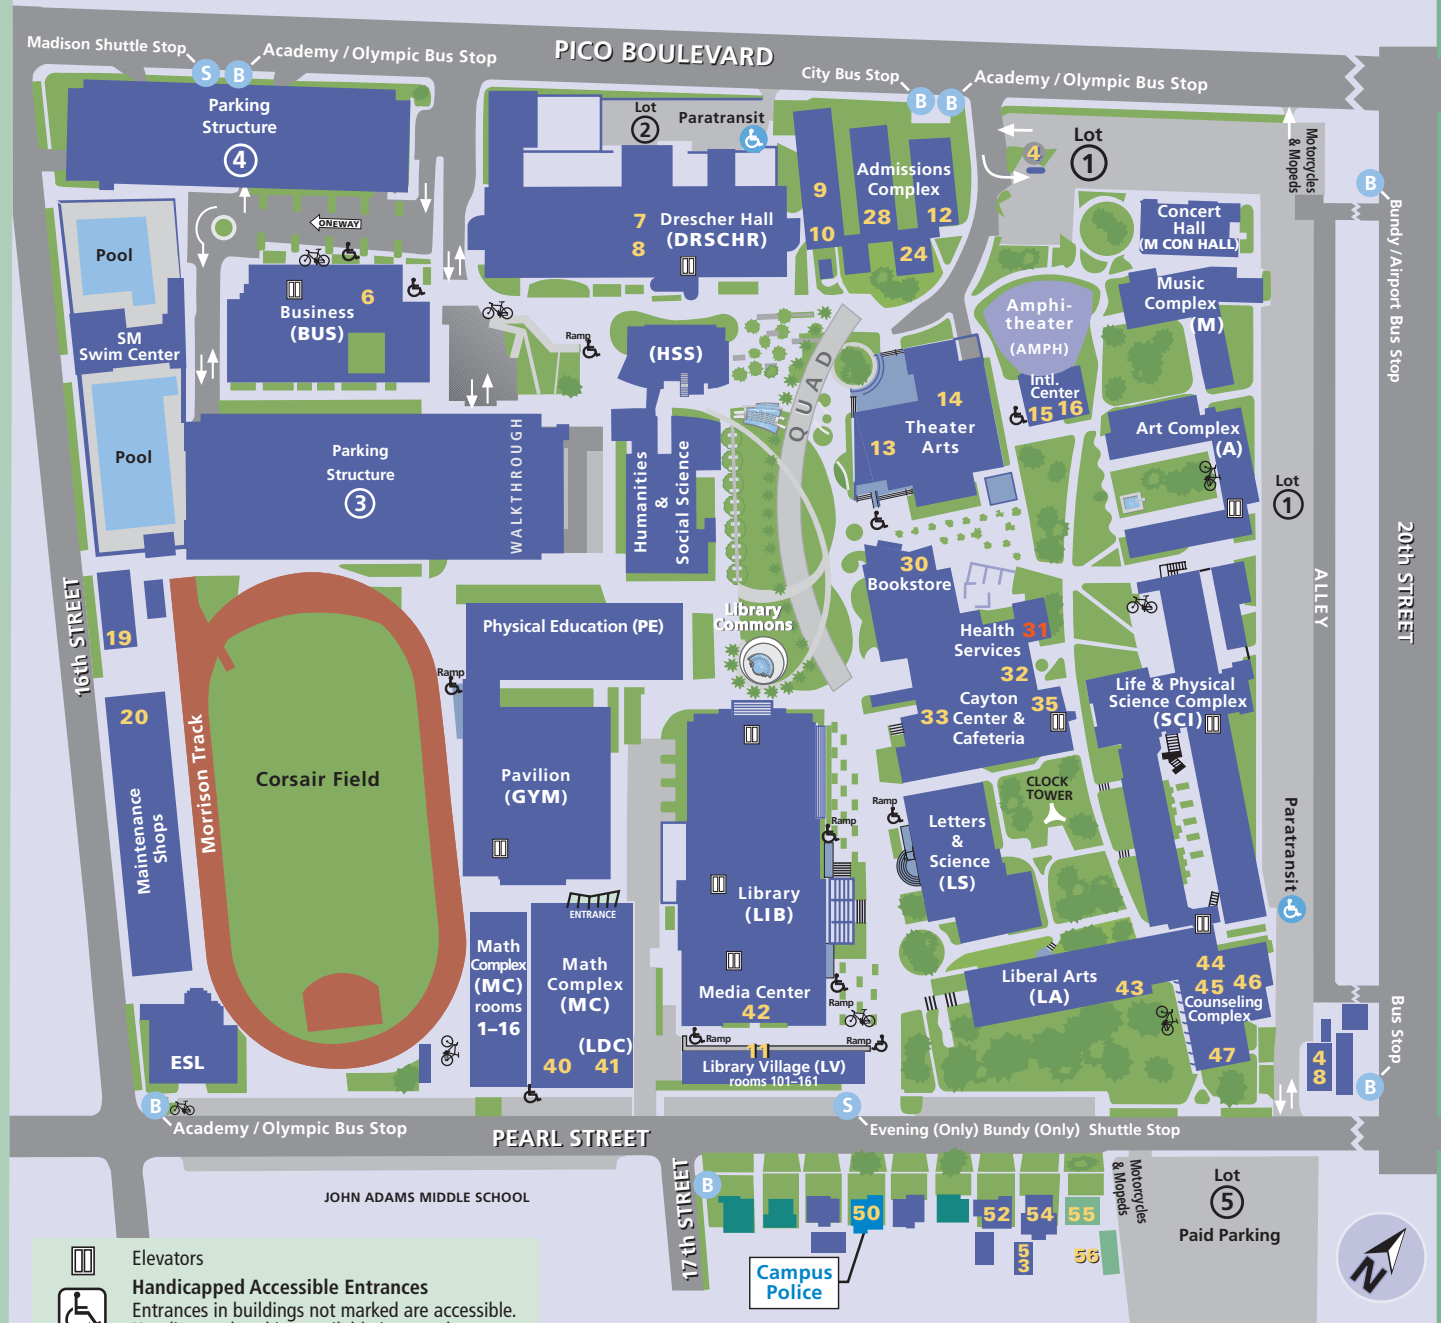 PICO BOULEVARD
Madison Shuttle Stop
S
B
Academy / Olympic Bus Stop
City Bus Stop
B
B
Academy / Olympic Bus Stop
Parking
Structure
4
Lot
2
Paratransit
Lot
1
4
Motorcycles
& Mopeds
B
Bundy / Airport Bus Stop
Admissions
Complex
9
10
28
12
24
7
8
Drescher Hall
(DRSCHR)
ONEWAY
Concert
Hall
(M CON HALL)
Music
Complex
(M)
Pool
SM
Swim Center
Pool
6
Business
(BUS)
Ramp
(HSS)
QUAD
Amphi-
theater
(AMPH)
Intl.
Center
15 16
14
Theater
Arts
13
Art Complex
(A)
Lot
1
20th STREET
ALLEY
Parking
Structure
3
WALKTHROUGH
Humanities
&
Social Science
30
Bookstore
Health
Services
31
32
Cayton
Center &
Cafeteria
33
35
Library
Commons
Physical Education (PE)
Ramp
16th STREET
19
20
Maintenance
Shops
Morrison Track
Corsair Field
Pavilion
(GYM)
Life & Physical
Science Complex
(SCI)
CLOCK
TOWER
Ramp
Ramp
Letters
&
Science
(LS)
Paratransit
Library
(LIB)
ENTRANCE
Math
Complex
(MC)
rooms
1–16
Math
Complex
(MC)
(LDC)
40
41
Media Center
42
Ramp
Ramp
11
Ramp
Library Village (LV)
rooms 101–161
Liberal Arts
(LA)
43
44
45
46
Counseling
Complex
47
4
8
Bus Stop
B
ESL
B
Academy / Olympic Bus Stop
PEARL STREET
S
Evening (Only) Bundy (Only) Shuttle Stop
JOHN ADAMS MIDDLE SCHOOL
17th STREET
B
50
52
54
55
5
3
56
Campus
Police
Motorcycles
& Mopeds
Lot
5
Paid Parking
N
Elevators
Handicapped Accessible Entrances
Entrances in buildings not marked are accessible.